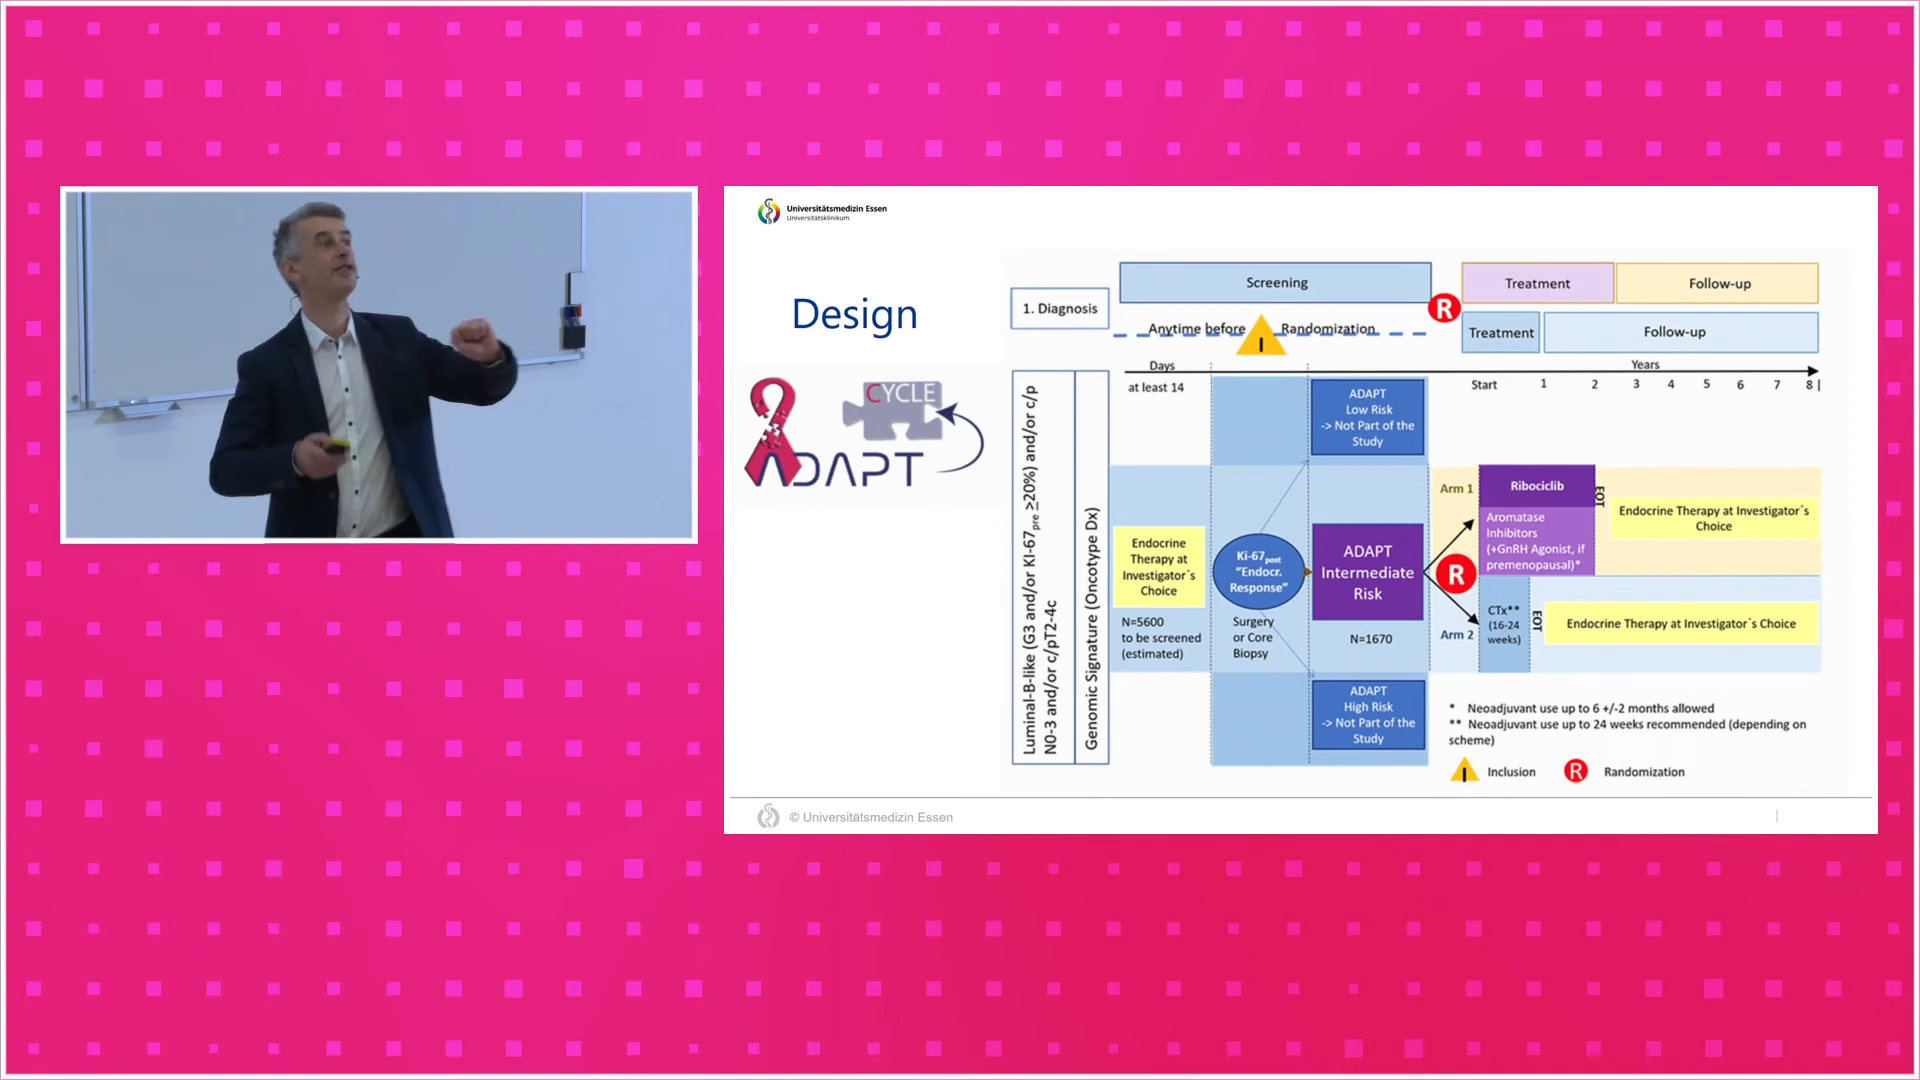 Universitätsmedizin Essen
Universitätsklinikum
Design
CYCLE
ADAPT
1. Diagnosis
Screening
Anytime before
I
Randomization
R
Treatment
Follow-up
Treatment
Follow-up
Days
at least 14
Years
Start
1
2
3
4
5
6
7
8
Luminal-B-like (G3 and/or KI-67pre ≥20%) and/or c/p
N0-3 and/or c/pT2-4c
Genomic Signature (Oncotype Dx)
Endocrine
Therapy at
Investigator´s
Choice
N=5600
to be screened
(estimated)
Ki-67post
"Endocr.
Response"
Surgery
or Core
Biopsy
ADAPT
Low Risk
-> Not Part of the
Study
ADAPT
Intermediate
Risk
N=1670
ADAPT
High Risk
-> Not Part of the
Study
R
Arm 1
Ribociclib
Aromatase
Inhibitors
(+GnRH Agonist, if
premenopausal)*
EOT
Endocrine Therapy at Investigator´s
Choice
Arm 2
CTx**
(16-24
weeks)
EOT
Endocrine Therapy at Investigator´s Choice
* Neoadjuvant use up to 6 +/-2 months allowed
** Neoadjuvant use up to 24 weeks recommended (depending on
scheme)
I Inclusion
R Randomization
© Universitätsmedizin Essen